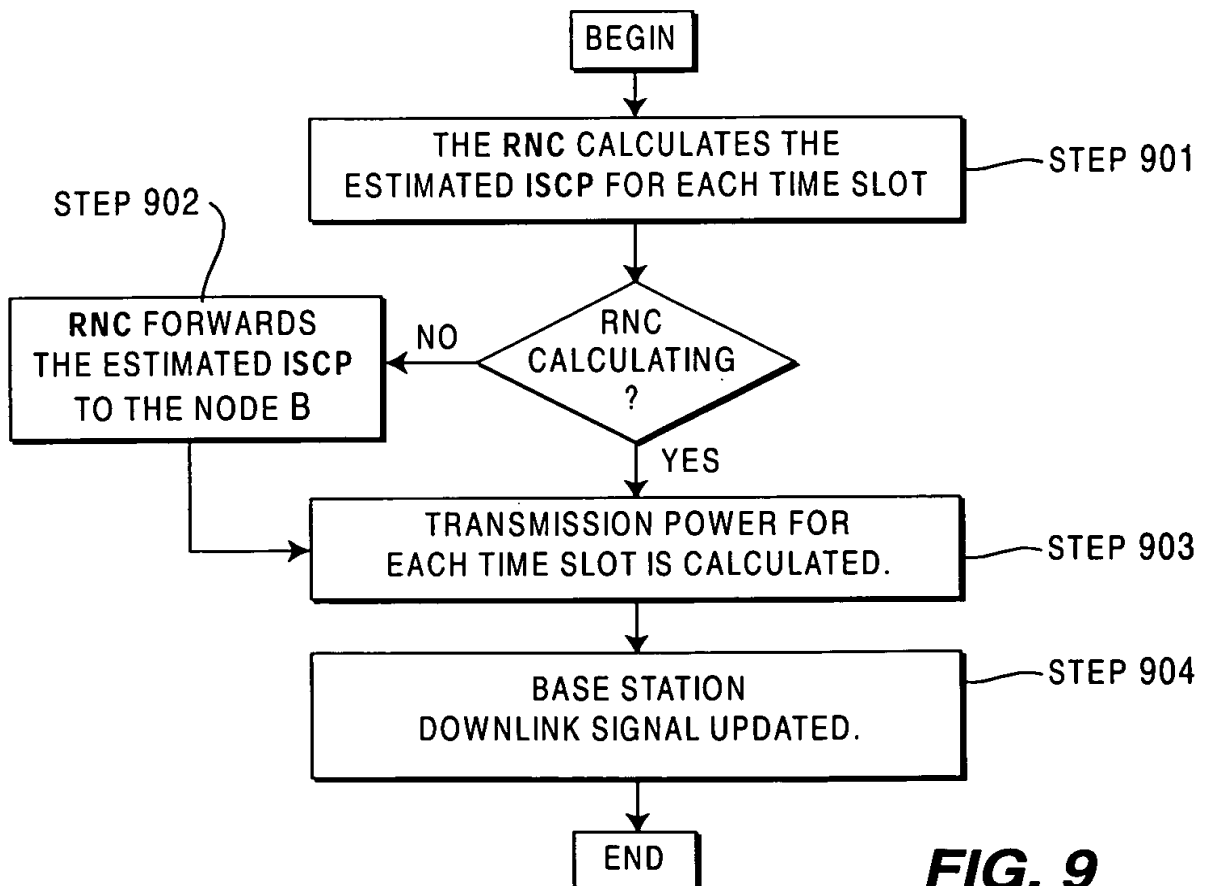 BEGIN
THE RNC CALCULATES THE
ESTIMATED ISCP FOR EACH TIME SLOT
STEP 901
STEP 902
RNC FORWARDS
THE ESTIMATED ISCP
TO THE NODE B
NO
RNC
CALCULATING
?
YES
TRANSMISSION POWER FOR
EACH TIME SLOT IS CALCULATED.
STEP 903
BASE STATION
DOWNLINK SIGNAL UPDATED.
STEP 904
END
FIG. 9